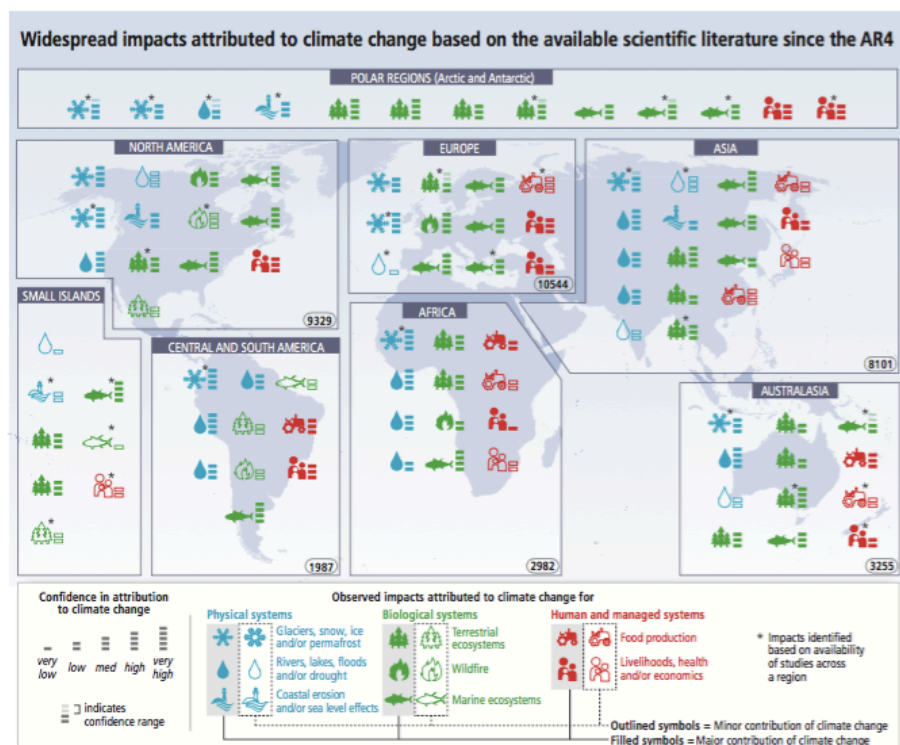 Widespread impacts attributed to climate change based on the available scientific literature since the AR4
POLAR REGIONS (Arctic and Antarctic)
NORTH AMERICA
EUROPE
ASIA
10544
SMALL ISLANDS
9329
AFRICA
CENTRAL AND SOUTH AMERICA
8101
AUSTRALASIA
1987
2982
3255
Confidence in attribution
to climate change
very
low
low
med
high
very
high
indicates
confidence range
Observed impacts attributed to climate change for
Physical systems
Glaciers, snow, ice
and/or permafrost
Rivers, lakes, floods
and/or drought
Coastal erosion
and/or sea level effects
Biological systems
Terrestrial
ecosystems
Wildfire
Marine ecosystems
Human and managed systems
Food production
Livelihoods, health
and/or economics
* Impacts identified
based on availability
of studies across
a region
Outlined symbols = Minor contribution of climate change
Filled symbols = Major contribution of climate change